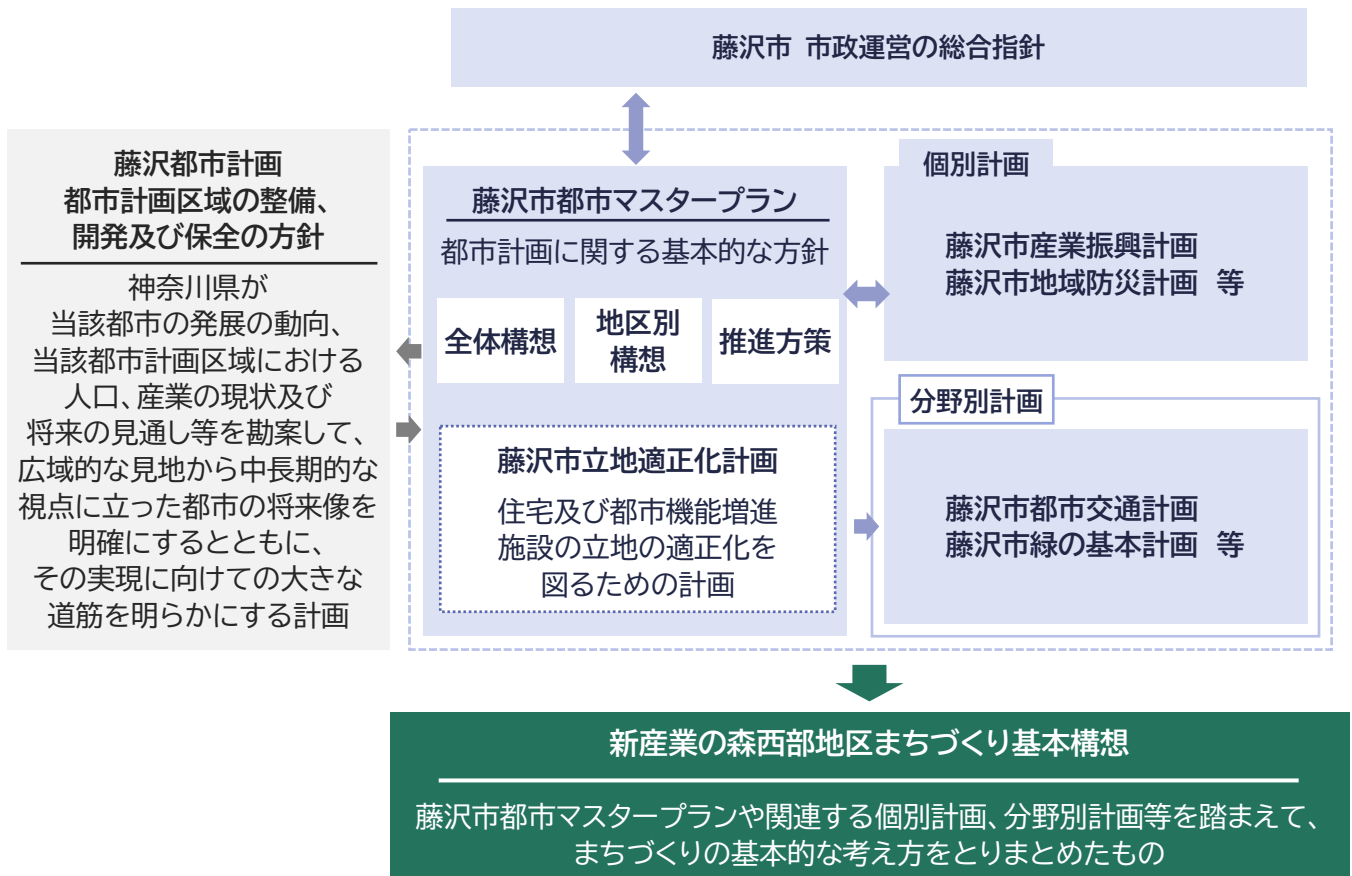 藤沢市 市政運営の総合指針
藤沢都市計画
都市計画区域の整備、
開発及び保全の方針
神奈川県が
当該都市の発展の動向、
当該都市計画区域における
人口、産業の現状及び
将来の見通し等を勘案して、
広域的な見地から中長期的な
視点に立った都市の将来像を
明確にするとともに、
その実現に向けての大きな
道筋を明らかにする計画
藤沢市都市マスタープラン
都市計画に関する基本的な方針
全体構想
地区別
構想
推進方策
藤沢市立地適正化計画
住宅及び都市機能増進
施設の立地の適正化を
図るための計画
個別計画
藤沢市産業振興計画
藤沢市地域防災計画 等
分野別計画
藤沢市都市交通計画
藤沢市緑の基本計画 等
新産業の森西部地区まちづくり基本構想
藤沢市都市マスタープランや関連する個別計画、分野別計画等を踏まえて、
まちづくりの基本的な考え方をとりまとめたもの